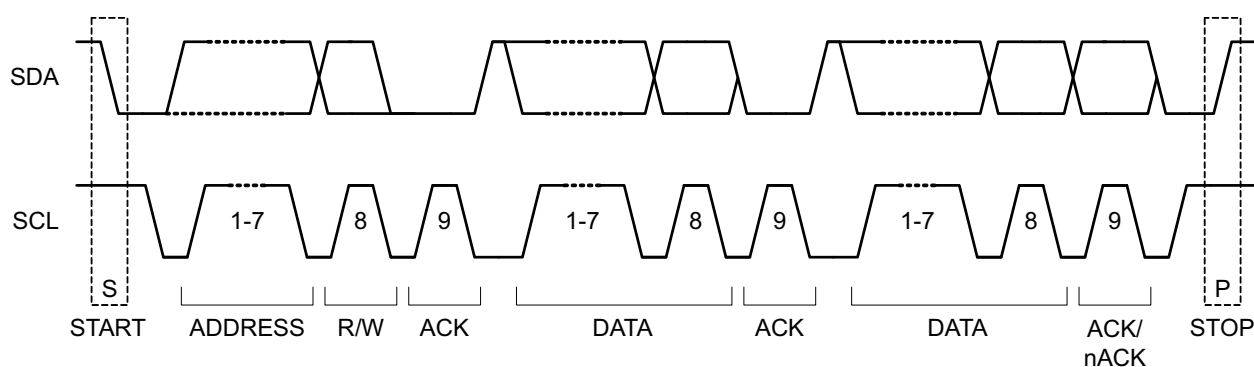 SDA
SCL
1-7 8 9 1-7 8 9 1-7 8 9
S P
START ADDRESS R/W ACK DATA ACK DATA ACK/ STOP
nACK